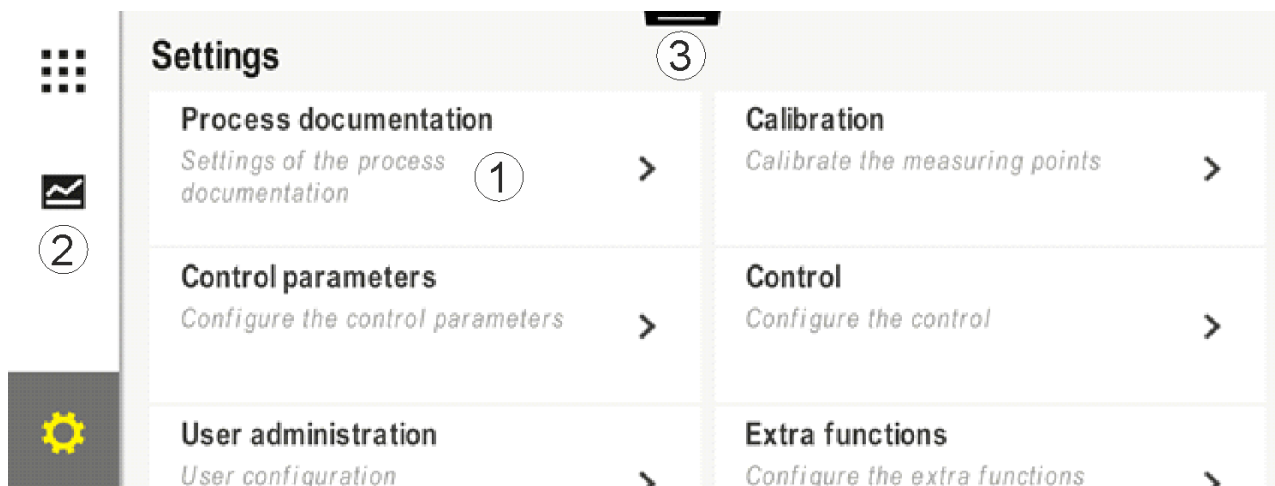 Settings
3
Process documentation
Settings of the process
documentation
1
Calibration
Calibrate the measuring points
2
Control parameters
Configure the control parameters
Control
Configure the control
User administration
User configuration
Extra functions
Configure the extra functions